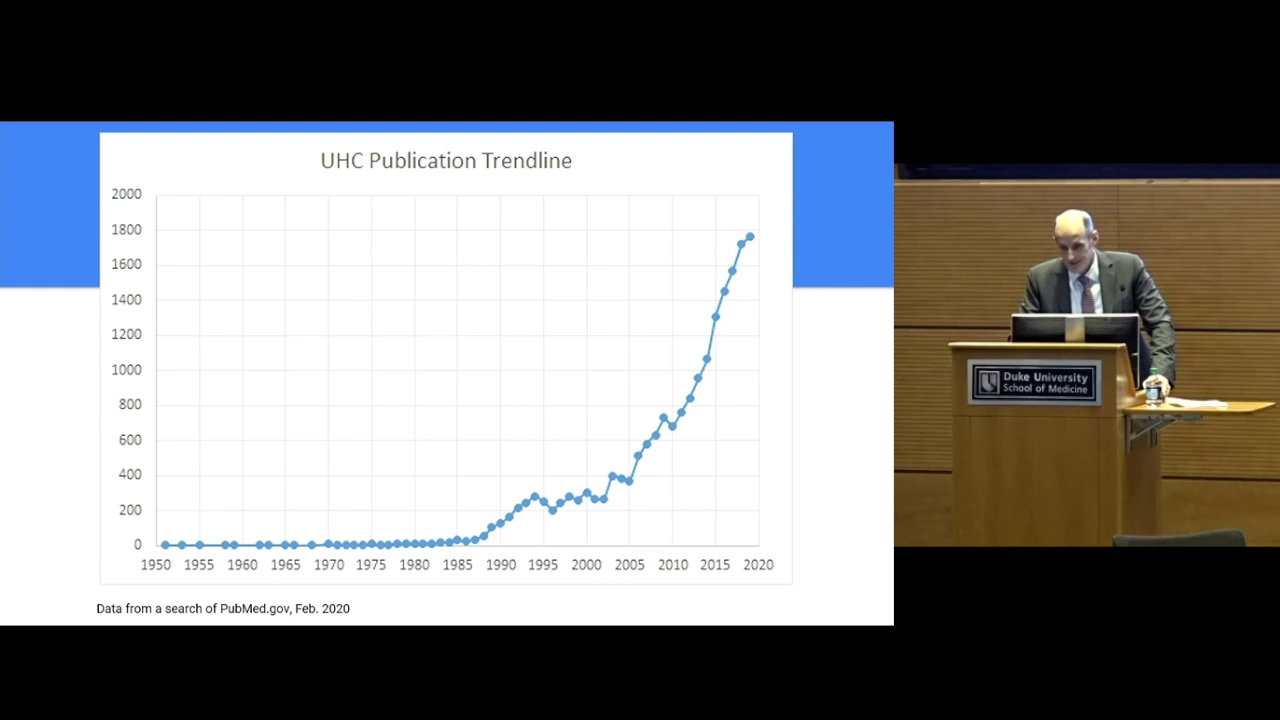 UHC Publication Trendline
2000
1800
1600
1400
1200
1000
800
600
400
200
0
1950 1955 1960 1965 1970 1975 1980 1985 1990 1995 2000 2005 2010 2015 2020
Data from a search of PubMed.gov, Feb. 2020
Duke University
School of Medicine